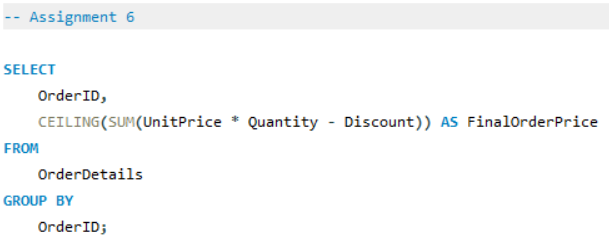 -- Assignment 6
SELECT
OrderID,
CEILING(SUM(UnitPrice * Quantity - Discount)) AS FinalOrderPrice
FROM
OrderDetails
GROUP BY
OrderID;